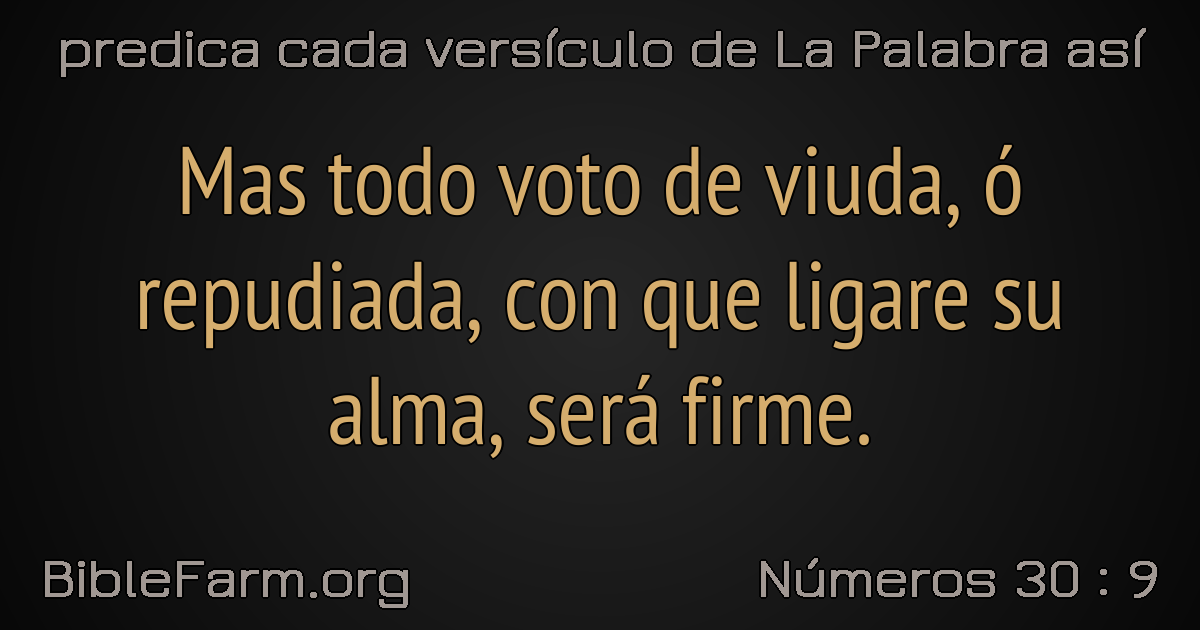 predica cada versículo de La Palabra así
Mas todo voto de viuda, ó
repudiada, con que ligare su
alma, será firme.
BibleFarm.org
Números 30 : 9